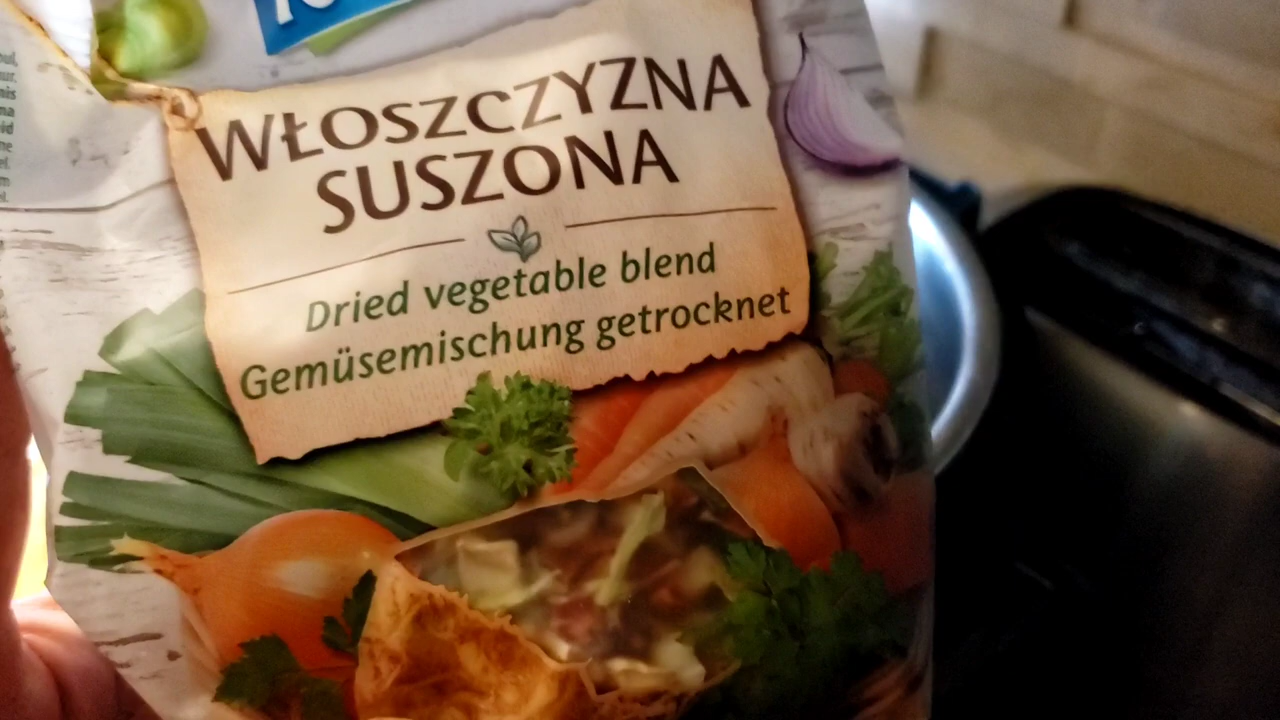 WŁOSZCZYZNA
SUSZONA
Dried vegetable blend
Gemüsemischung getrocknet